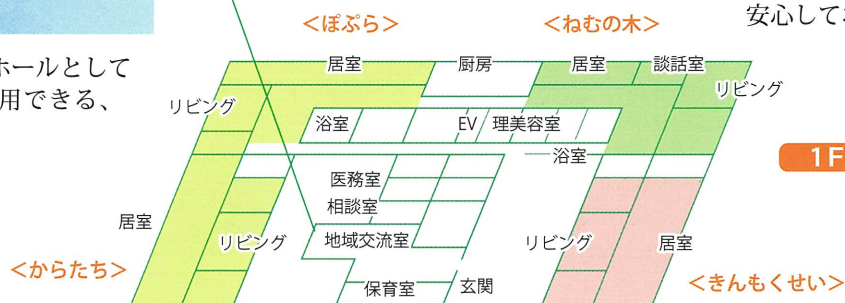 安心して
<ぽぷら>
<ねむの木>
ホールとして
用できる、
居室
厨房
居室
談話室
リビング
リビング
浴室
EV
理美容室
浴室
1F
医務室
相談室
居室
リビング
地域交流室
リビング
居室
<からたち>
保育室
玄関
<きんもくせい>